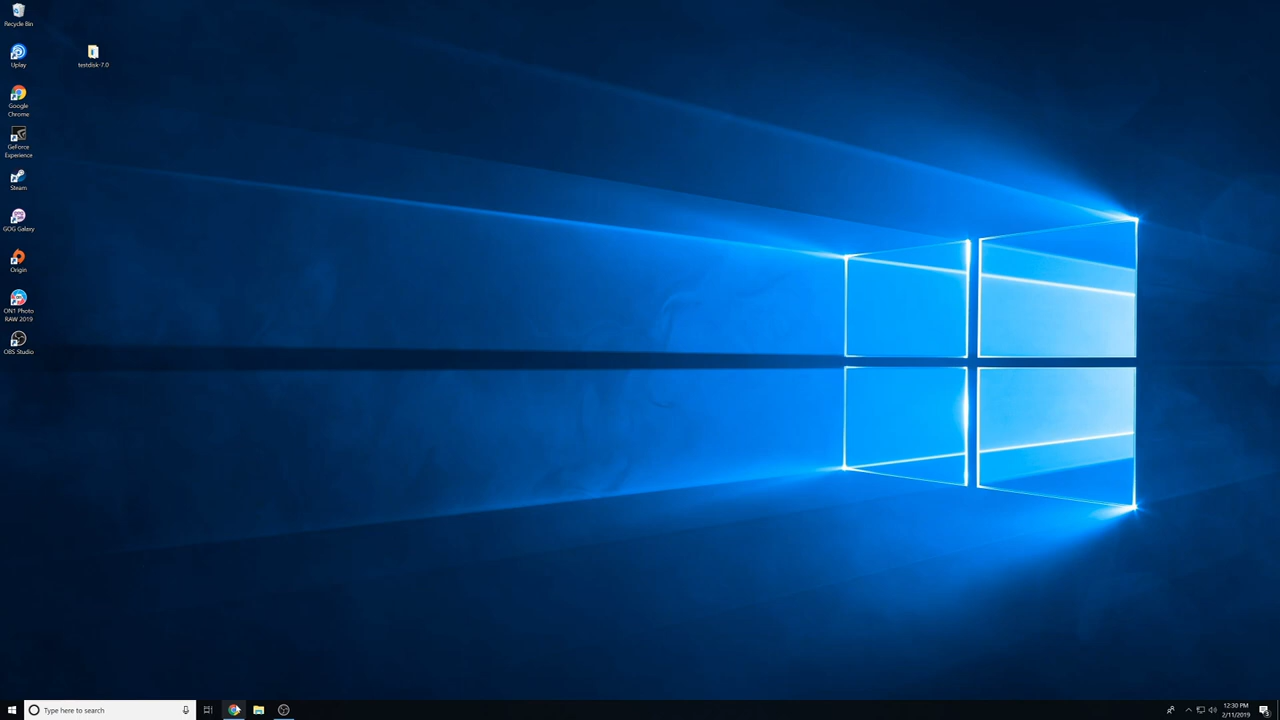 Recycle Bin
Uplay
testdisk-7.0
Google
Chrome
GeForce
Experience
Steam
GOG Galaxy
Origin
ON1 Photo
RAW 2019
OBS Studio
Type here to search
12:30 PM
2/11/2019